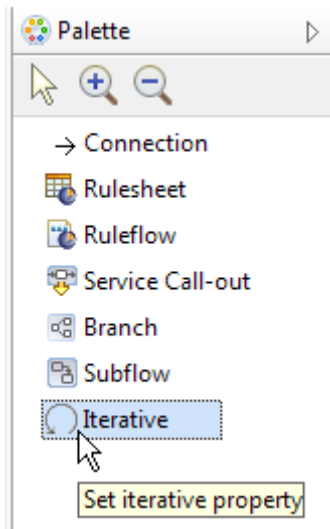 Palette
Connection
Rulesheet
Ruleflow
Service Call-out
Branch
Subflow
Iterative
Set iterative property